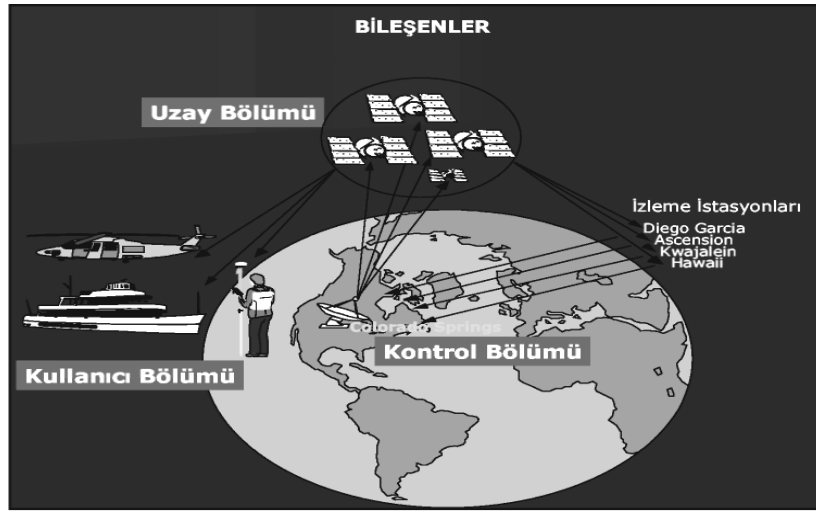 BİLEŞENLER
Uzay Bölümü
İzleme İstasyonları
Diego Garcia
Ascension
Kwajalein
Hawaii
Colorado Springs
Kontrol Bölümü
Kullanıcı Bölümü